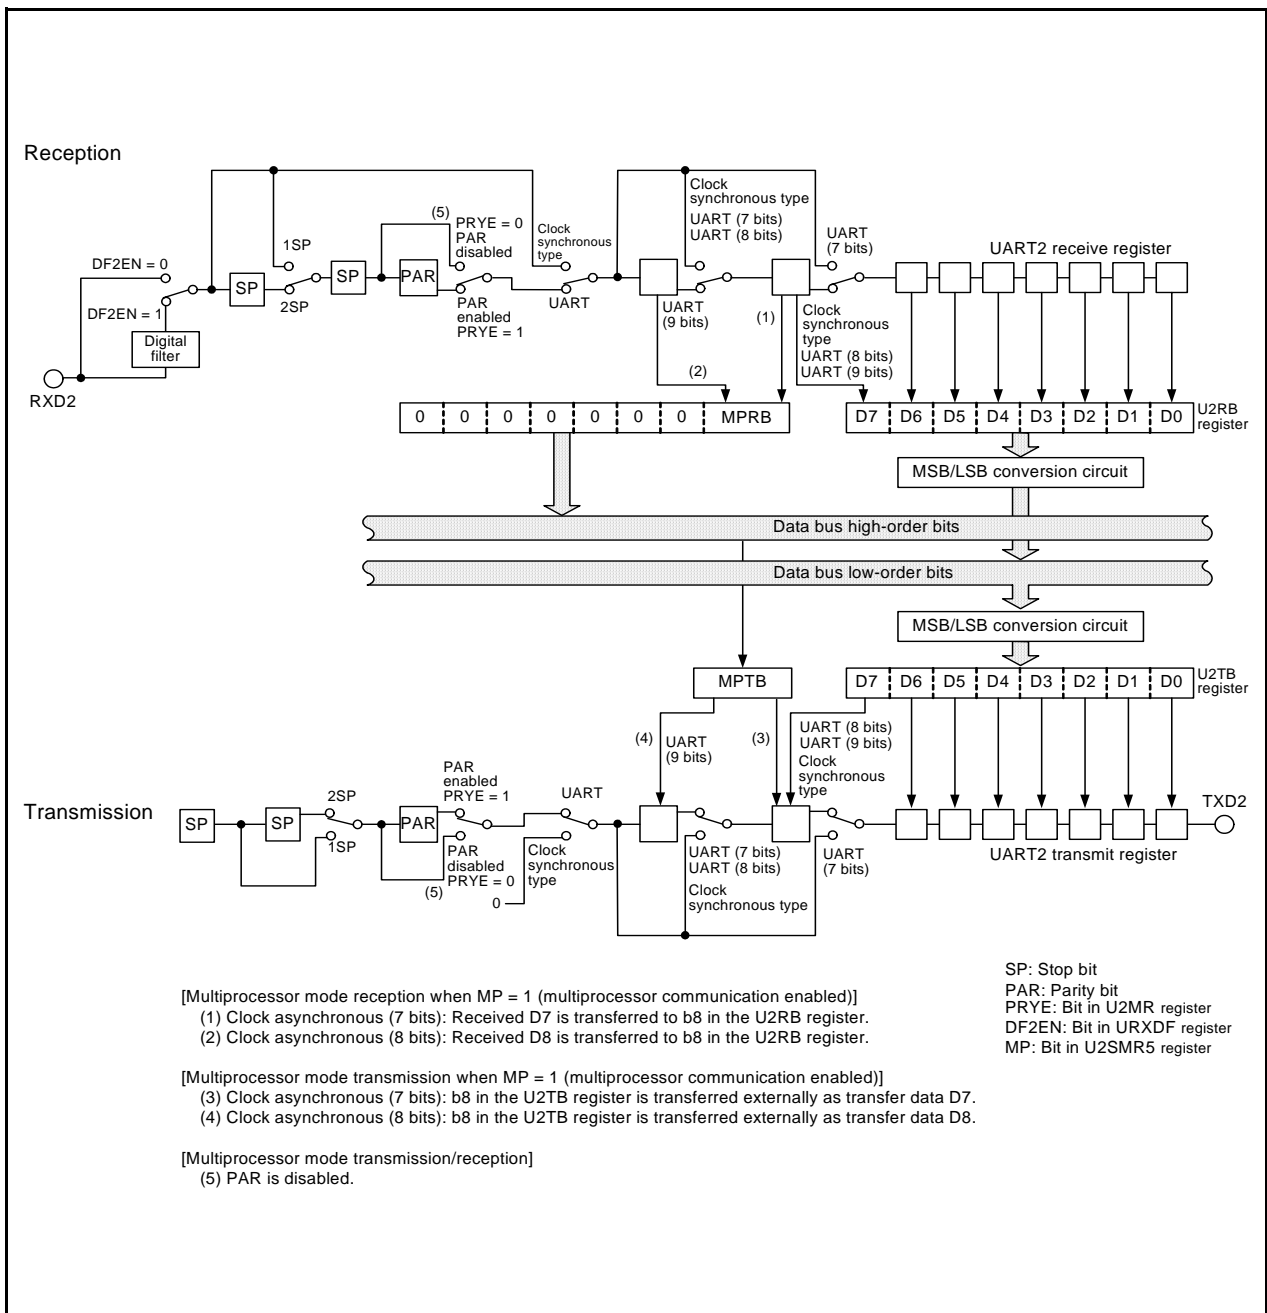 Reception
Clock
synchronous type
UART (7 bits)
UART (8 bits)
(5)
PRYE = 0
PAR
disabled
Clock
synchronous
type
UART
(7 bits)
UART2 receive register
1SP
DF2EN = 0
SP
SP
PAR
2SP
UART
DF2EN = 1
PAR
enabled
PRYE = 1
UART
(9 bits)
(1)
Clock
synchronous
type
UART (8 bits)
UART (9 bits)
Digital
filter
(2)
RXD2
0 0 0 0 0 0 0 MPRB
D7 D6 D5 D4 D3 D2 D1 D0
U2RB
register
MSB/LSB conversion circuit
Data bus high-order bits
Data bus low-order bits
MSB/LSB conversion circuit
MPTB
D7 D6 D5 D4 D3 D2 D1 D0
U2TB
register
(4)
UART
(9 bits)
(3)
UART (8 bits)
UART (9 bits)
Clock
synchronous
type
PAR
enabled
PRYE = 1
2SP
UART
Transmission
SP
SP
PAR
TXD2
1SP
PAR
disabled
PRYE = 0
(5)
Clock
synchronous
type
0
UART (7 bits)
UART (8 bits)
Clock
synchronous type
UART
(7 bits)
UART2 transmit register
SP: Stop bit
PAR: Parity bit
PRYE: Bit in U2MR register
DF2EN: Bit in URXDF register
MP: Bit in U2SMR5 register
[Multiprocessor mode reception when MP = 1 (multiprocessor communication enabled)]
(1) Clock asynchronous (7 bits): Received D7 is transferred to b8 in the U2RB register.
(2) Clock asynchronous (8 bits): Received D8 is transferred to b8 in the U2RB register.
[Multiprocessor mode transmission when MP = 1 (multiprocessor communication enabled)]
(3) Clock asynchronous (7 bits): b8 in the U2TB register is transferred externally as transfer data D7.
(4) Clock asynchronous (8 bits): b8 in the U2TB register is transferred externally as transfer data D8.
[Multiprocessor mode transmission/reception]
(5) PAR is disabled.